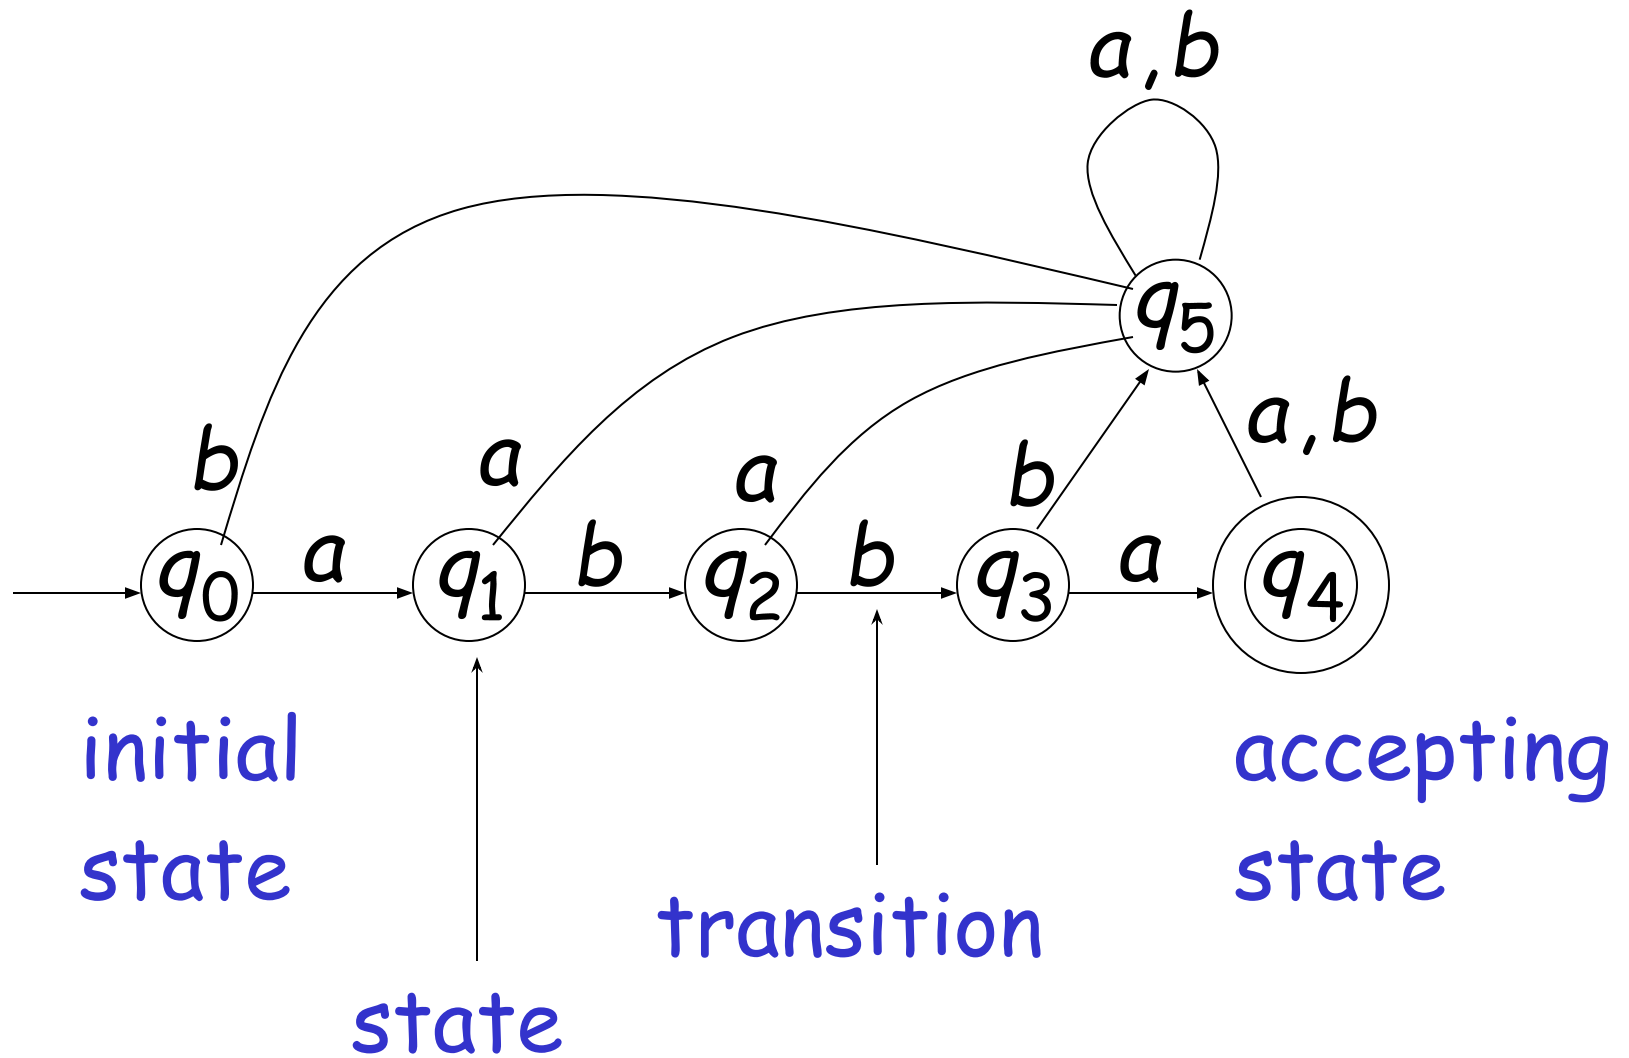 a,b
q5
b
a
a
b
a,b
q0
a
q1
b
q2
b
q3
a
q4
initial
state
accepting
state
transition
state